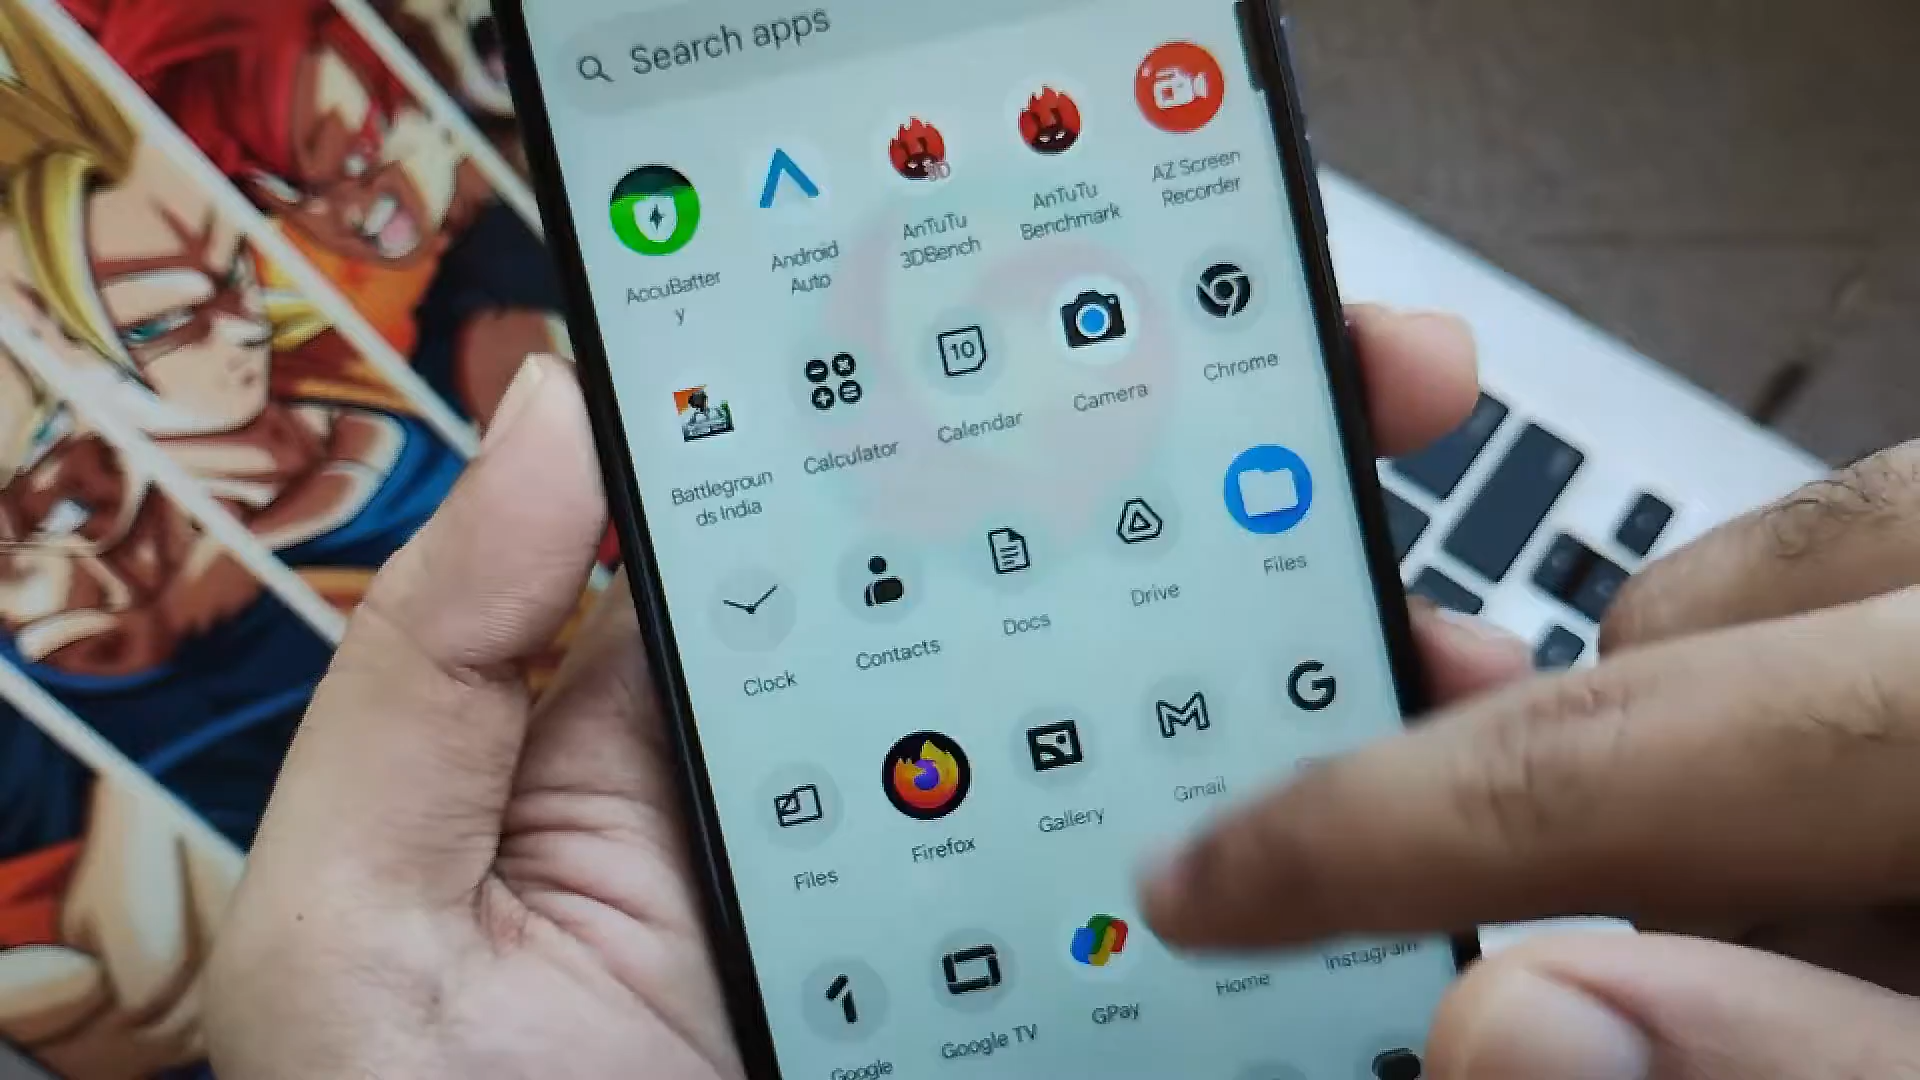 Search apps
AccuBatter
y
Android
Auto
AnTuTu
3DBench
AnTuTu
Benchmark
AZ Screen
Recorder
Battlegroun
ds India
Calculator
10
Calendar
Camera
Chrome
Clock
Contacts
Docs
Drive
Files
Files
Firefox
Gallery
Gmail
Google
Google TV
GPay
Home
Instagram